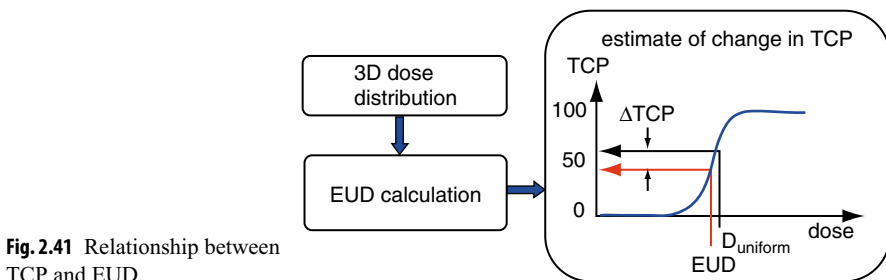 3D dose
distribution
EUD calculation
estimate of change in TCP
TCP
100
ΔTCP
50
0
dose
D_uniform
EUD
Fig. 2.41 Relationship between
TCP and EUD